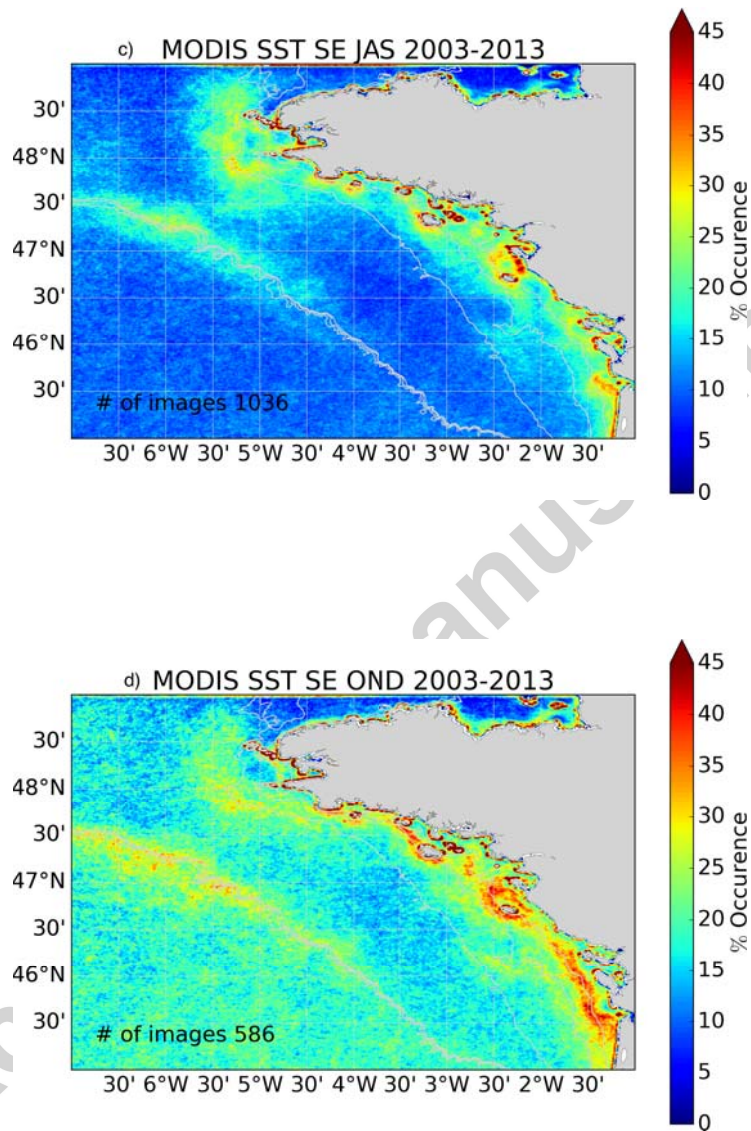 c) MODIS SST SE JAS 2003-2013
45
40
35
30
25
20
15
10
5
0
% Occurence
30'
48°N
30'
47°N
30'
46°N
30'
# of images 1036
30' 6°W 30' 5°W 30' 4°W 30' 3°W 30' 2°W 30'
anus
d) MODIS SST SE OND 2003-2013
45
40
35
30
25
20
15
10
5
0
% Occurence
30'
48°N
30'
47°N
30'
46°N
30'
# of images 586
30' 6°W 30' 5°W 30' 4°W 30' 3°W 30' 2°W 30'